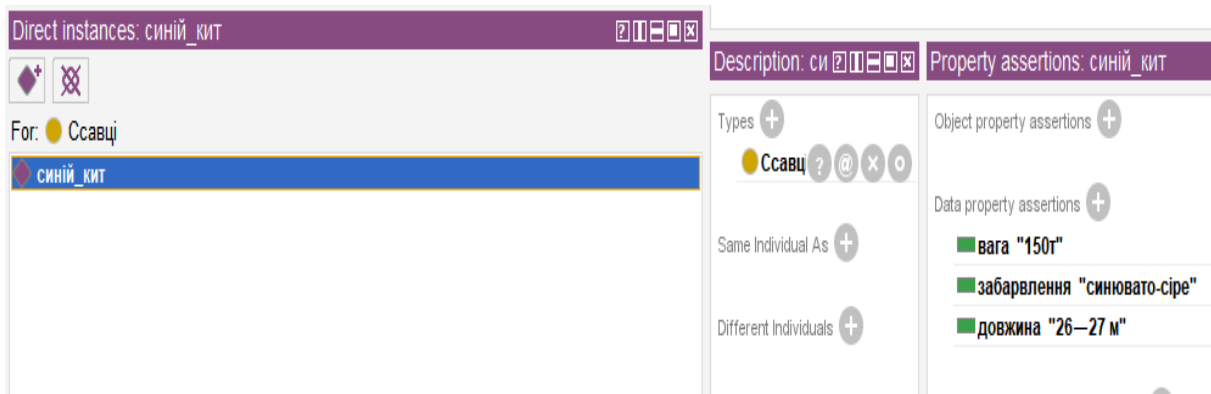 Direct instances: синій_кит
For: Ссавці
синій_кит
Description: си
Types
Ссавц
Same Individual As
Different Individuals
Property assertions: синій_кит
Object property assertions
Data property assertions
вага "150т"
забарвлення "синювато-сіре"
довжина "26—27 м"